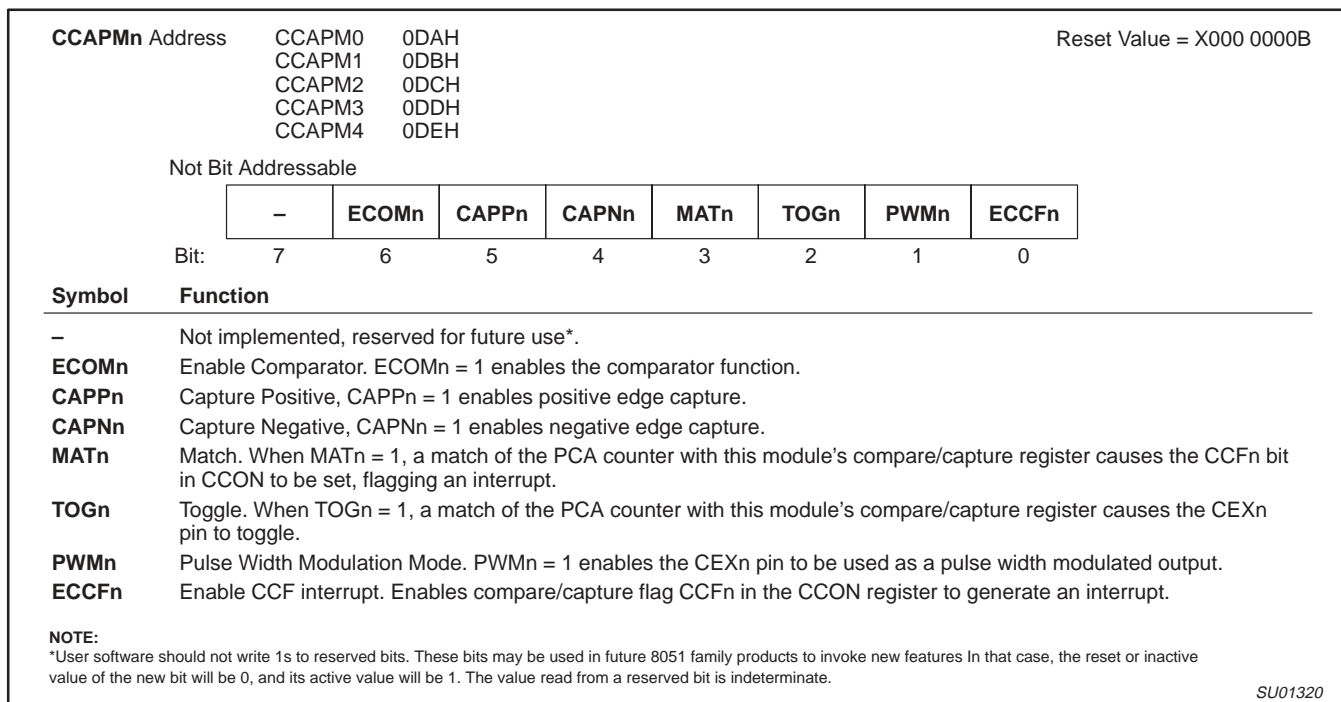 CCAPMn Address CCAPM0 0DAH Reset Value = X000 0000B
CCAPM1 0DBH
CCAPM2 0DCH
CCAPM3 0DDH
CCAPM4 0DEH
Not Bit Addressable
– ECOMn CAPPn CAPNn MATn TOGn PWMn ECCFn
Bit: 7 6 5 4 3 2 1 0
Symbol Function
– Not implemented, reserved for future use*.
ECOMn Enable Comparator. ECOMn = 1 enables the comparator function.
CAPPn Capture Positive, CAPPn = 1 enables positive edge capture.
CAPNn Capture Negative, CAPNn = 1 enables negative edge capture.
MATn Match. When MATn = 1, a match of the PCA counter with this module’s compare/capture register causes the CCFn bit
in CCON to be set, flagging an interrupt.
TOGn Toggle. When TOGn = 1, a match of the PCA counter with this module’s compare/capture register causes the CEXn
pin to toggle.
PWMn Pulse Width Modulation Mode. PWMn = 1 enables the CEXn pin to be used as a pulse width modulated output.
ECCFn Enable CCF interrupt. Enables compare/capture flag CCFn in the CCON register to generate an interrupt.
NOTE:
*User software should not write 1s to reserved bits. These bits may be used in future 8051 family products to invoke new features In that case, the reset or inactive
value of the new bit will be 0, and its active value will be 1. The value read from a reserved bit is indeterminate.
SU01320